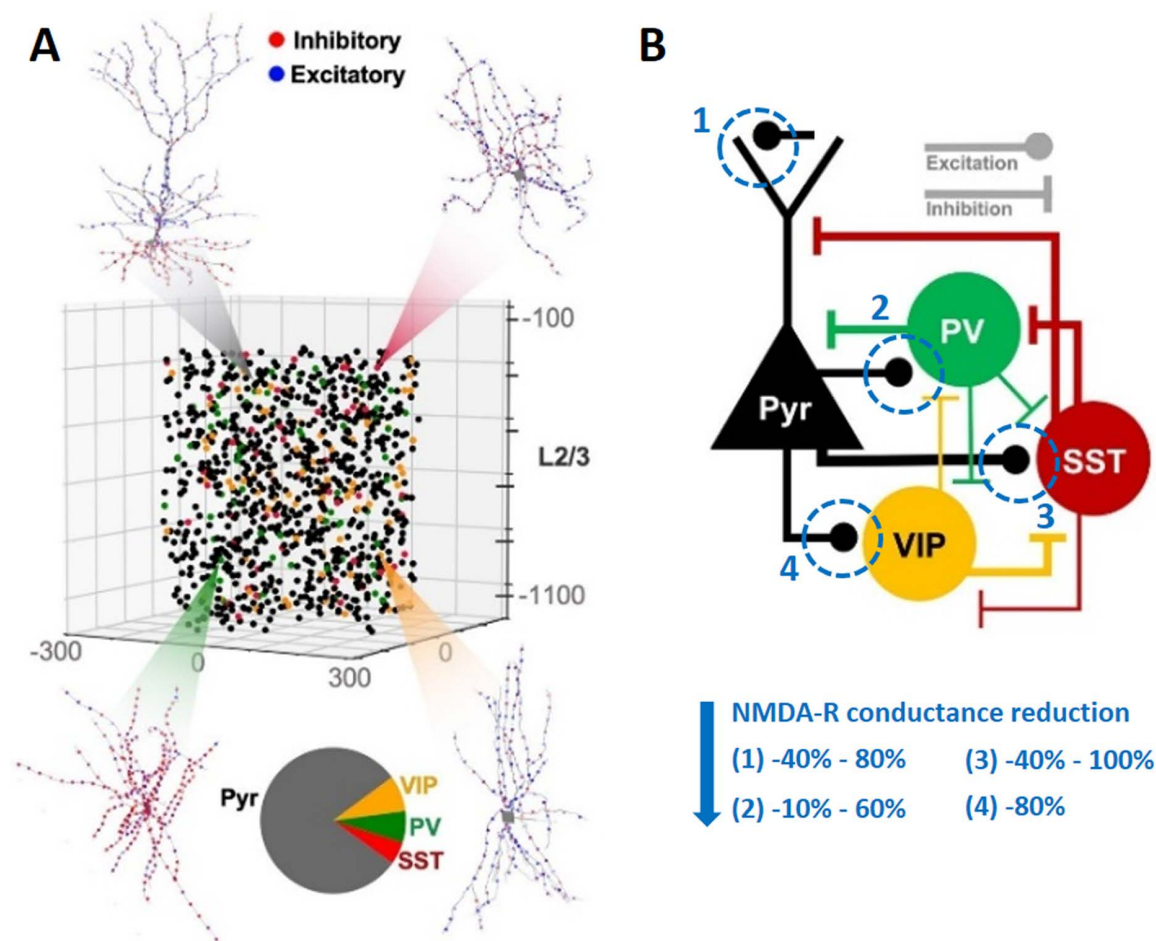 A
Inhibitory
Excitatory
-100
L2/3
-1100
-300
0
300
0
Pyr
VIP
PV
SST
B
1
Excitation
Inhibition
2
PV
Pyr
SST
3
VIP
4
NMDA-R conductance reduction
(1) -40% - 80% (3) -40% - 100%
(2) -10% - 60% (4) -80%